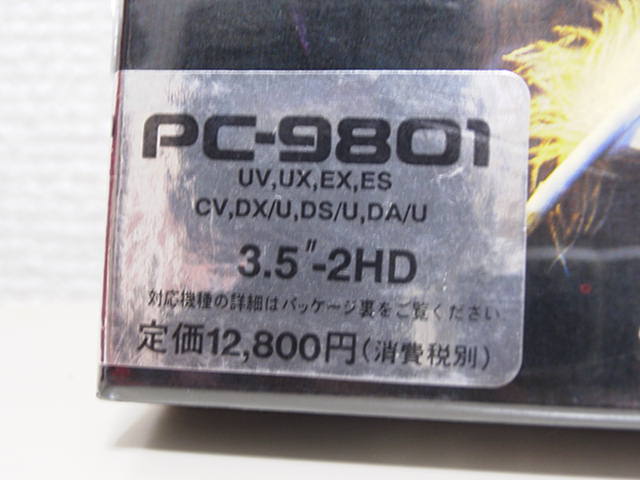 PC-9801
UV,UX,EX,ES
CV,DX/U,DS/U,DA/U
3.5"-2HD
対応機種の詳細はパッケージ裏をご覧ください
定価12,800円(消費税別)